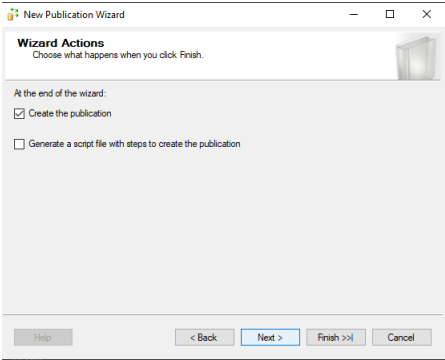 New Publication Wizard
Wizard Actions
Choose what happens when you click Finish.
At the end of the wizard:
Create the publication
Generate a script file with steps to create the publication
Help
< Back
Next >
Finish >>|
Cancel